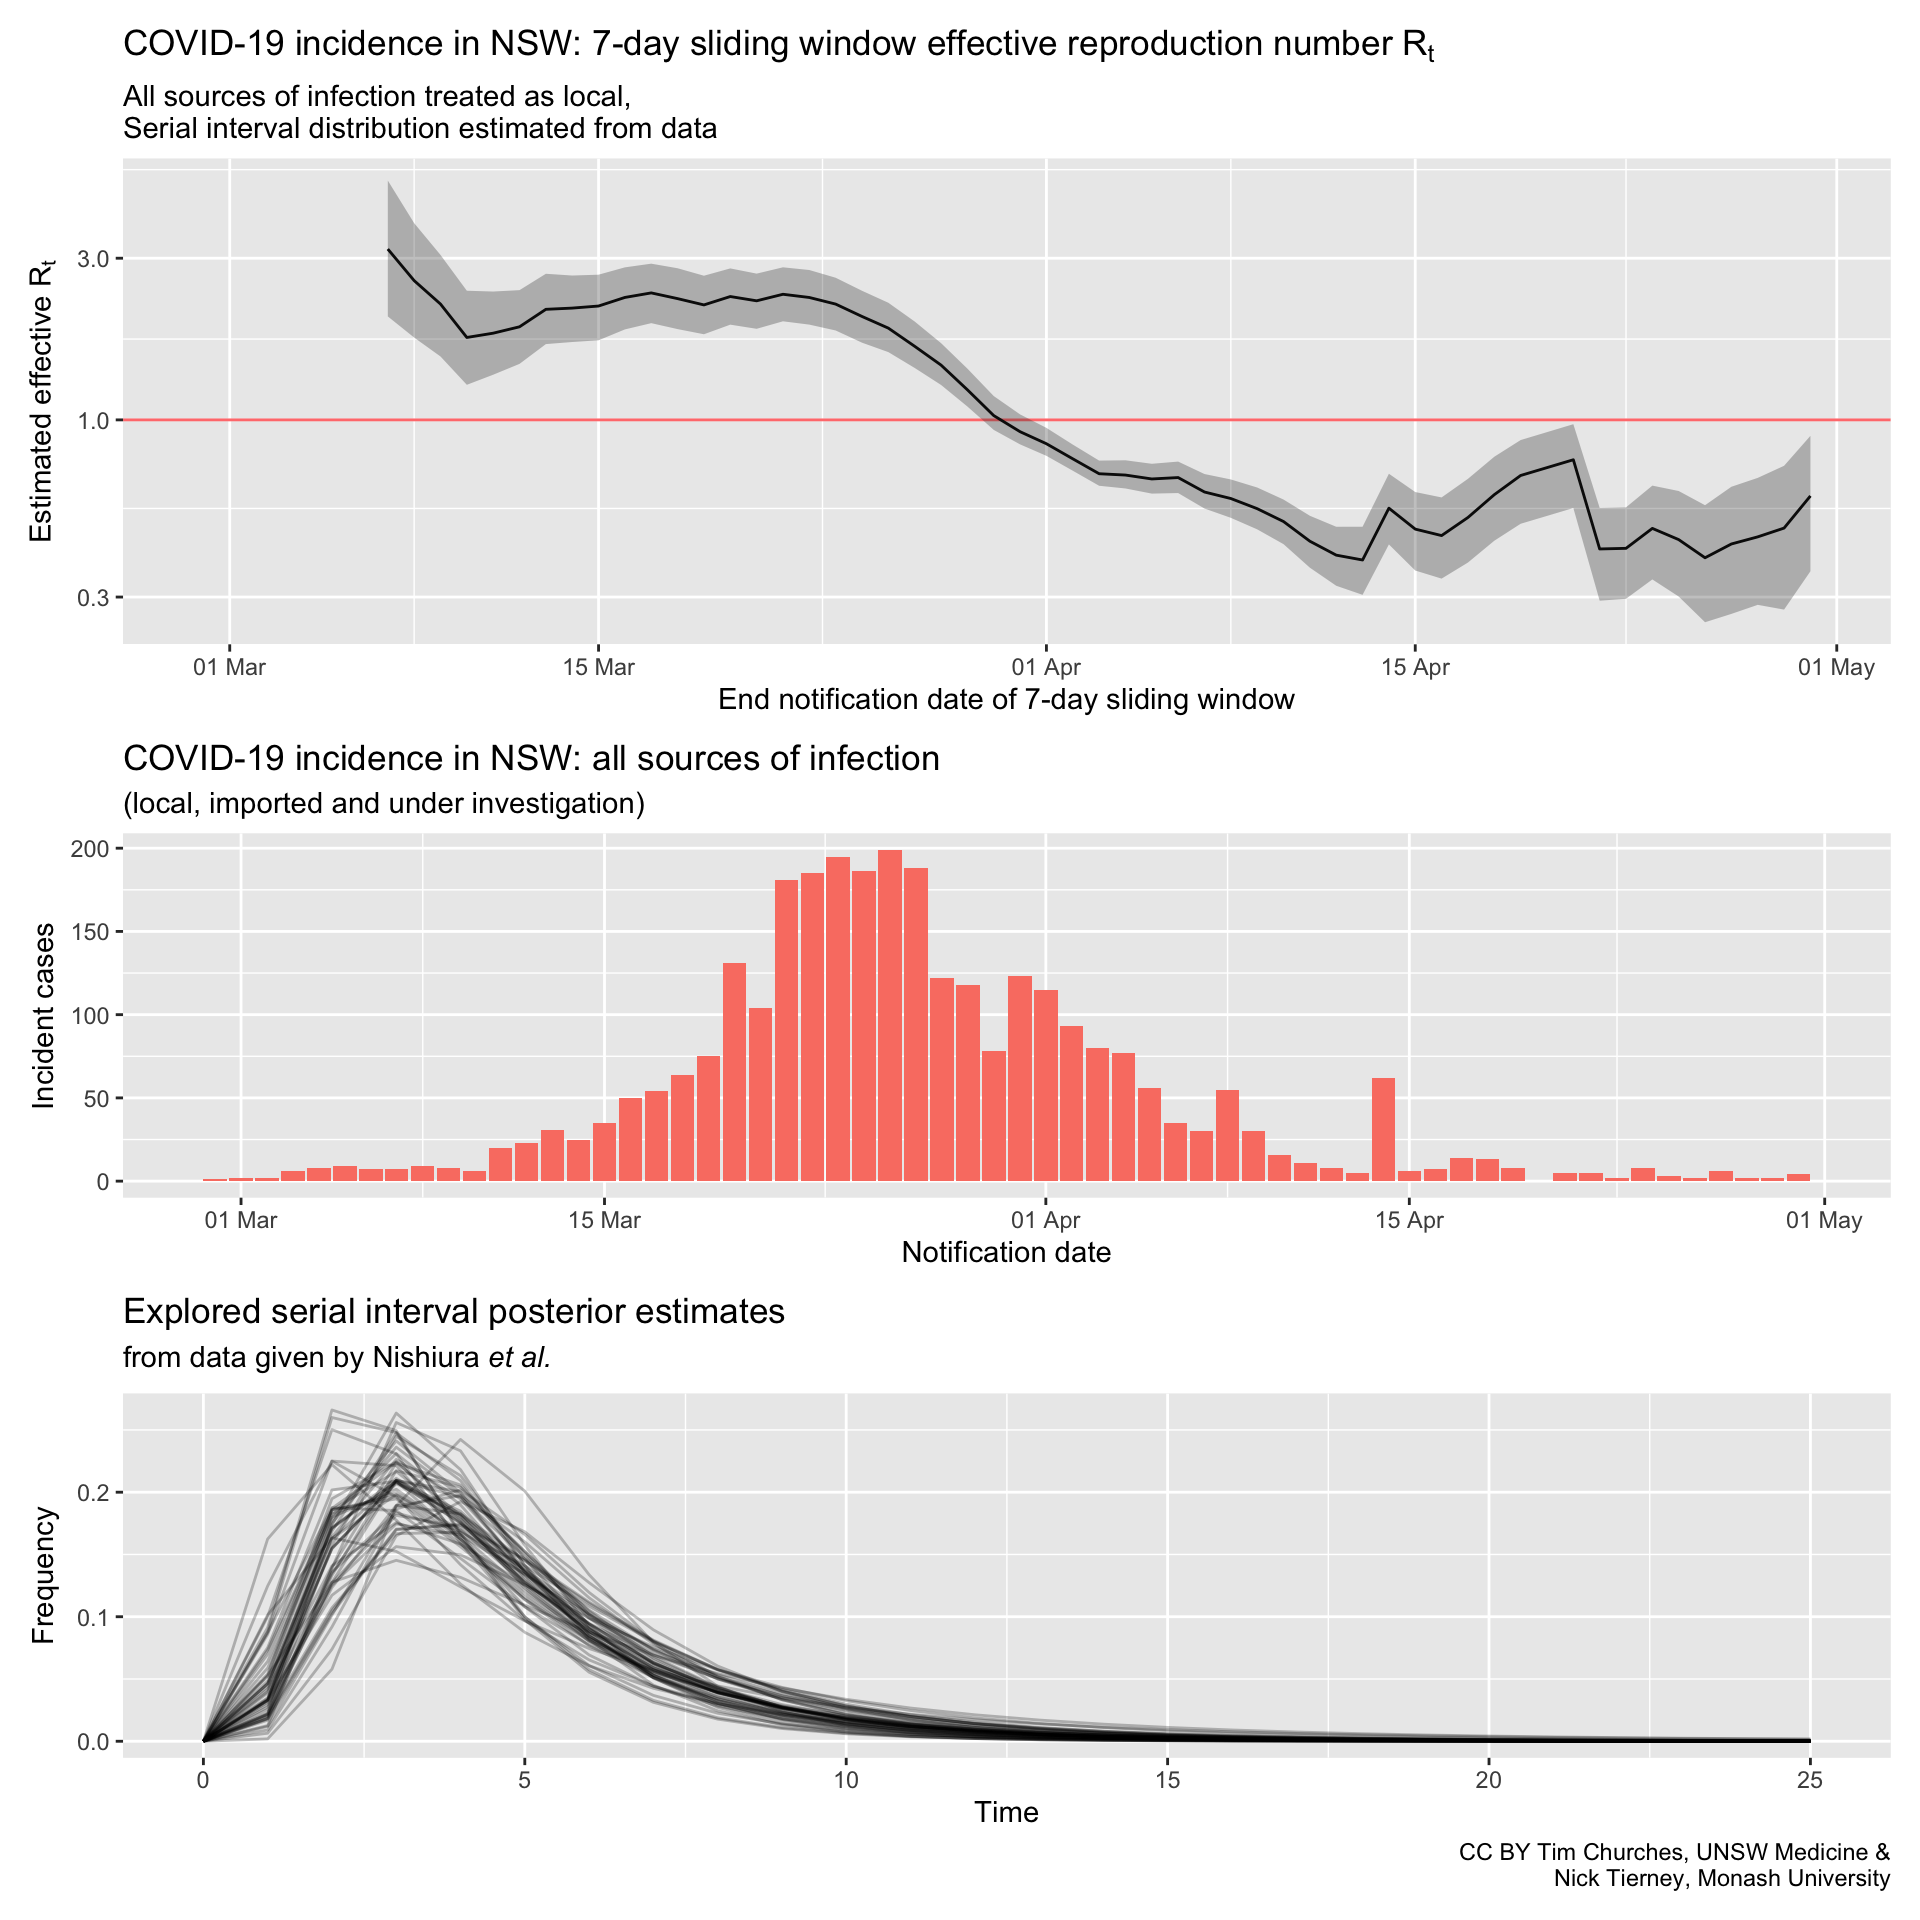 COVID-19 incidence in NSW: 7-day sliding window effective reproduction number Rt
All sources of infection treated as local,
Serial interval distribution estimated from data
Estimated effective Rt
3.0
1.0
0.3
01 Mar 15 Mar 01 Apr 15 Apr 01 May
End notification date of 7-day sliding window
COVID-19 incidence in NSW: all sources of infection
(local, imported and under investigation)
Incident cases
200
150
100
50
0
01 Mar 15 Mar 01 Apr 15 Apr 01 May
Notification date
Explored serial interval posterior estimates
from data given by Nishiura et al.
Frequency
0.2
0.1
0.0
0 5 10 15 20 25
Time
CC BY Tim Churches, UNSW Medicine &
Nick Tierney, Monash University